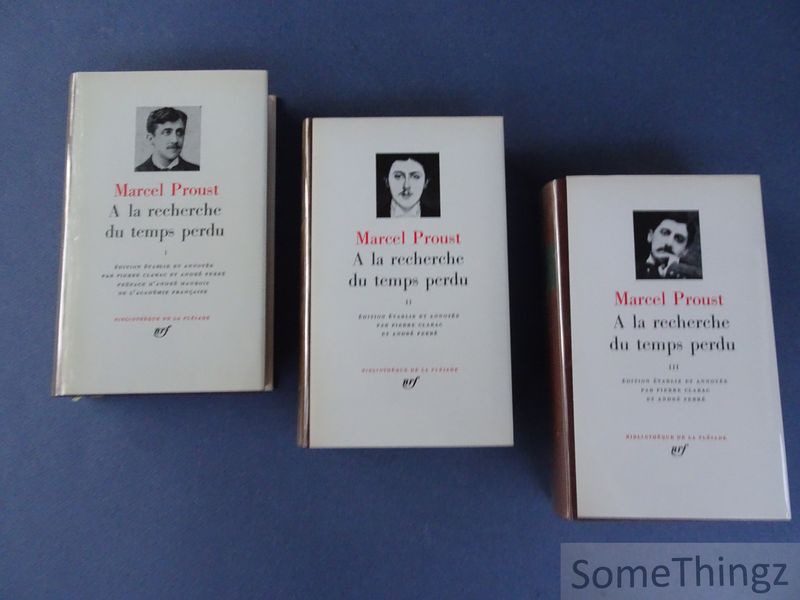 Marcel Proust
A la recherche
du temps perdu
I
ÉDITION ÉTABLIE ET ANNOTÉE
PAR PIERRE CLARAC ET ANDRÉ FERRÉ
PRÉFACE D'ANDRÉ MAUROIS
DE L'ACADÉMIE FRANÇAISE
BIBLIOTHÈQUE DE LA PLÉIADE
nrf
Marcel Proust
A la recherche
du temps perdu
II
ÉDITION ÉTABLIE ET ANNOTÉE
PAR PIERRE CLARAC
ET ANDRÉ FERRÉ
BIBLIOTHÈQUE DE LA PLÉIADE
nrf
Marcel Proust
A la recherche
du temps perdu
III
ÉDITION ÉTABLIE ET ANNOTÉE
PAR PIERRE CLARAC
ET ANDRÉ FERRÉ
BIBLIOTHÈQUE DE LA PLÉIADE
nrf
SomeThingz